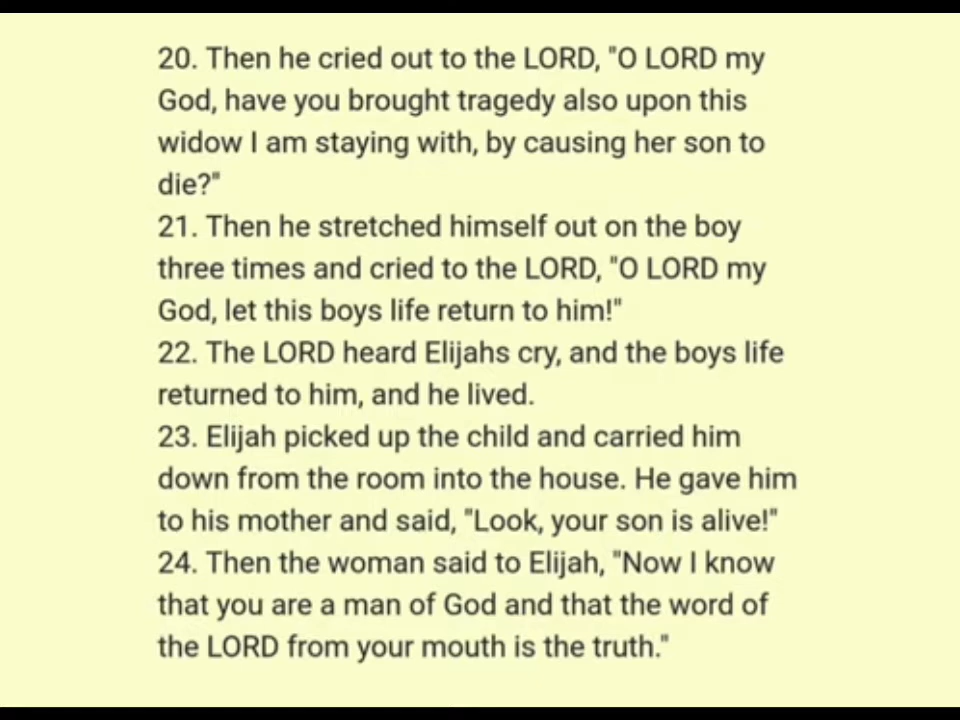 20. Then he cried out to the LORD, "O LORD my
God, have you brought tragedy also upon this
widow I am staying with, by causing her son to
die?"
21. Then he stretched himself out on the boy
three times and cried to the LORD, "O LORD my
God, let this boys life return to him!"
22. The LORD heard Elijahs cry, and the boys life
returned to him, and he lived.
23. Elijah picked up the child and carried him
down from the room into the house. He gave him
to his mother and said, "Look, your son is alive!"
24. Then the woman said to Elijah, "Now I know
that you are a man of God and that the word of
the LORD from your mouth is the truth."